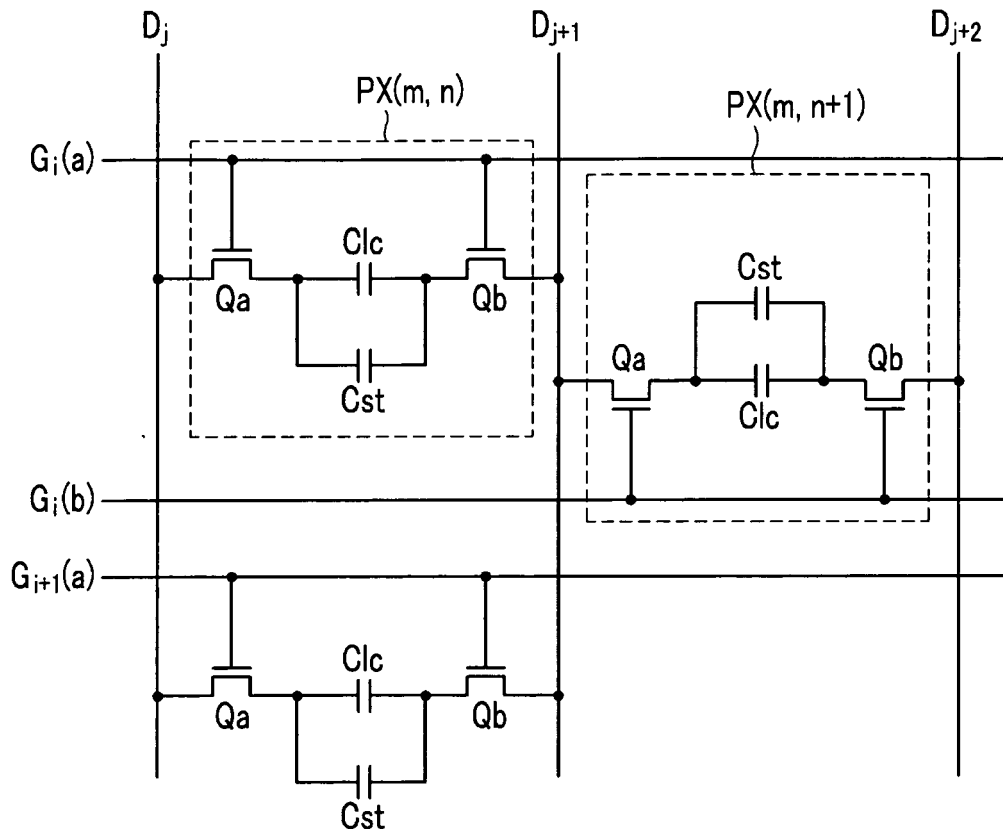 Dj Dj+1 Dj+2
PX(m, n)
PX(m, n+1)
Gi(a)
Clc
Cst
Qa Qb
Qa Qb
Cst
Clc
Gi(b)
Gi+1(a)
Clc
Qa Qb
Cst